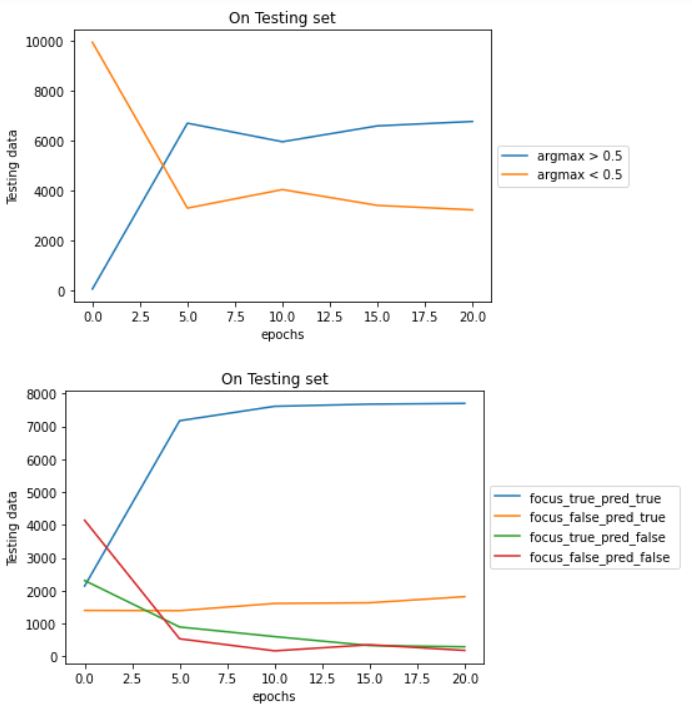 On Testing set
10000
8000
6000
4000
2000
0
Testing data
0.0 2.5 5.0 7.5 10.0 12.5 15.0 17.5 20.0
epochs
argmax > 0.5
argmax < 0.5
On Testing set
8000
7000
6000
5000
4000
3000
2000
1000
0
Testing data
0.0 2.5 5.0 7.5 10.0 12.5 15.0 17.5 20.0
epochs
focus_true_pred_true
focus_false_pred_true
focus_true_pred_false
focus_false_pred_false